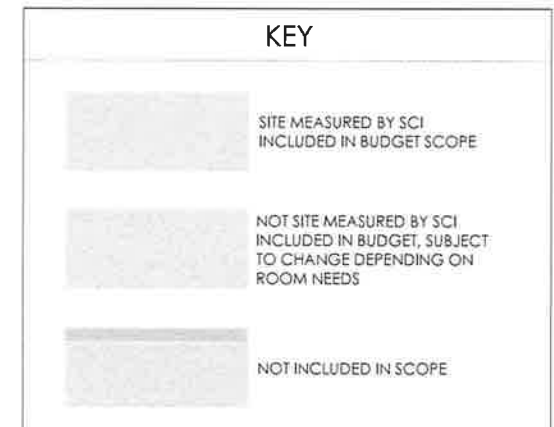 KEY
SITE MEASURED BY SCI
INCLUDED IN BUDGET SCOPE
NOT SITE MEASURED BY SCI
INCLUDED IN BUDGET, SUBJECT
TO CHANGE DEPENDING ON
ROOM NEEDS
NOT INCLUDED IN SCOPE